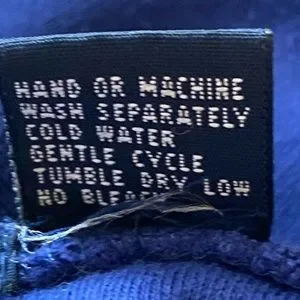 HAND OR MACHINE
WASH SEPARATELY
COLD WATER
GENTLE CYCLE
TUMBLE DRY LOW
NO